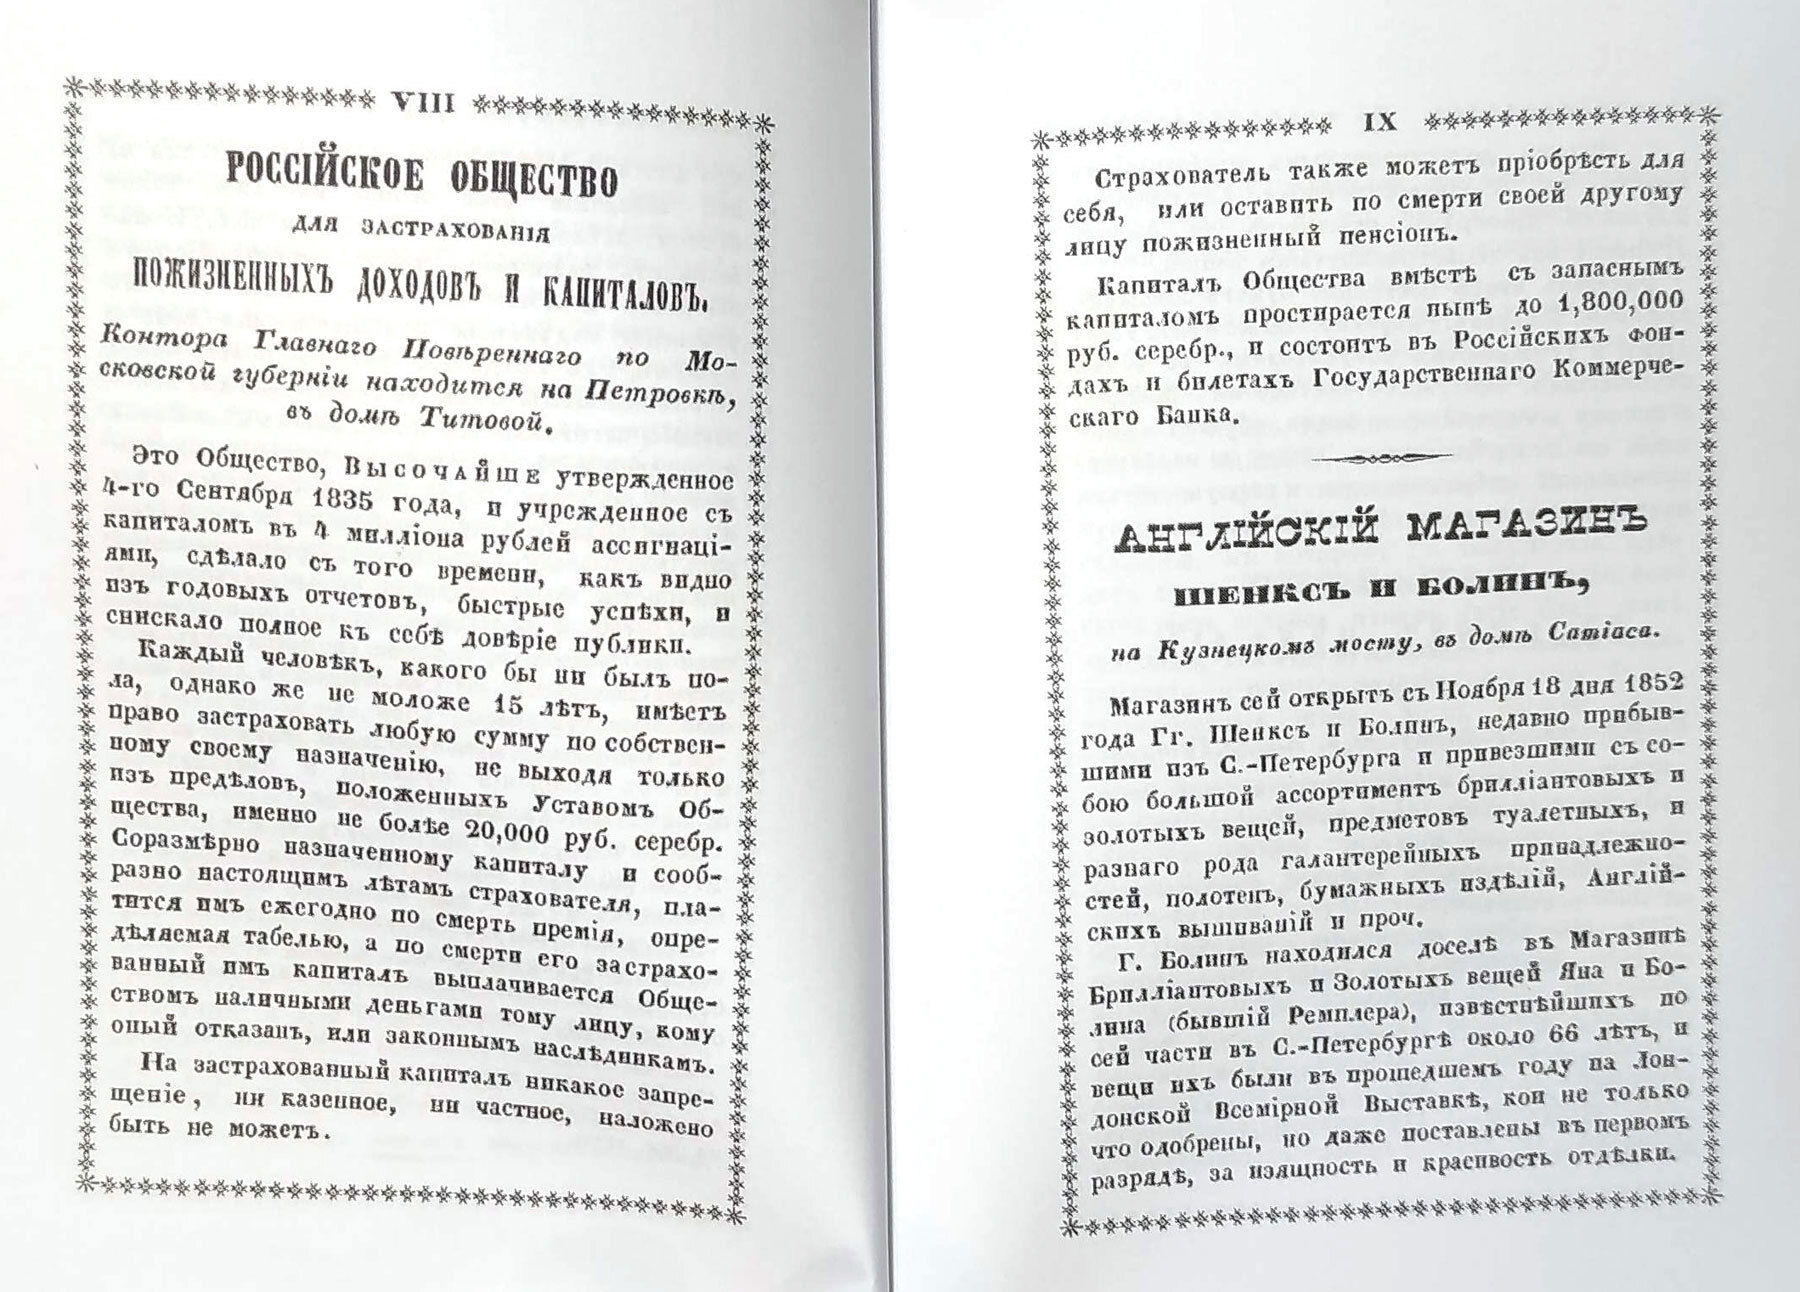 VIII
РОССІЙСКОЕ ОБЩЕСТВО
ДЛЯ ЗАСТРАХОВАНІЯ
ПОЖИЗНЕННЫХЪ ДОХОДОВЪ И КАПИТАЛОВЪ.
Контора Главнаго Повѣреннаго по Мо-
сковской губерніи находится на Петровкѣ,
въ домѣ Титовой.
Это Общество, Высочайше утвержденное
4-го Сентября 1835 года, и учрежденное съ
капиталомъ въ 4 милліона рублей ассигнаці-
ями, сдѣлало съ того времени, какъ видно
изъ годовыхъ отчетовъ, быстрые успѣхи, и
снискало полное къ себѣ довѣріе публики.
Каждый человѣкъ, какого бы ни былъ по-
ла, однако же не моложе 15 лѣтъ, имѣетъ
право застраховать любую сумму по собствен-
ному своему назначенію, не выходя только
изъ предѣловъ, положенныхъ Уставомъ Об-
щества, именно не болѣе 20,000 руб. серебр.
Соразмѣрно назначенному капиталу и сооб-
разно настоящимъ лѣтамъ страхователя, пла-
тится имъ ежегодно по смерть премія, опре-
дѣляемая табелью, а по смерти его застрахо-
ванный имъ капиталъ выплачивается Обще-
ствомъ наличными деньгами тому лицу, кому
оный отказанъ, или законнымъ наслѣдникамъ.
На застрахованный капиталъ никакое запре-
щеніе, ни казенное, ни частное, наложено
быть не можетъ.
IX
Страхователь также можетъ пріобрѣсть для
себя, или оставить по смерти своей другому
лицу пожизненный пенсіонъ.
Капиталъ Общества вмѣстѣ съ запаснымъ
капиталомъ простирается нынѣ до 1,800,000
руб. серебр., и состоитъ въ Россійскихъ фон-
дахъ и билетахъ Государственнаго Коммерче-
скаго Банка.
АНГЛІЙСКІЙ МАГАЗИНЪ
ШЕНКСЪ И БОЛИНЪ,
на Кузнецкомъ мосту, въ домѣ Сатіаса.
Магазинъ сей открытъ съ Ноября 18 дня 1852
года Гг. Шенксъ и Болинъ, недавно прибыв-
шими изъ С.-Петербурга и привезшими съ со-
бою большой ассортиментъ брилліантовыхъ и
золотыхъ вещей, предметовъ туалетныхъ, и
разнаго рода галантерейныхъ принадлежно-
стей, полотенъ, бумажныхъ издѣлій, Англій-
скихъ вышиваній и проч.
Г. Болинъ находился доселѣ въ Магазинѣ
Брилліантовыхъ и Золотыхъ вещей Яна и Бо-
лина (бывшій Ремплера), извѣстнѣйшихъ по
сей части въ С.-Петербургѣ около 66 лѣтъ, и
вещи ихъ были въ прошедшемъ году на Лон-
донской Всемірной Выставкѣ, кои не только
что одобрены, но даже поставлены въ первомъ
разрядѣ, за изящность и красивость отдѣлки.